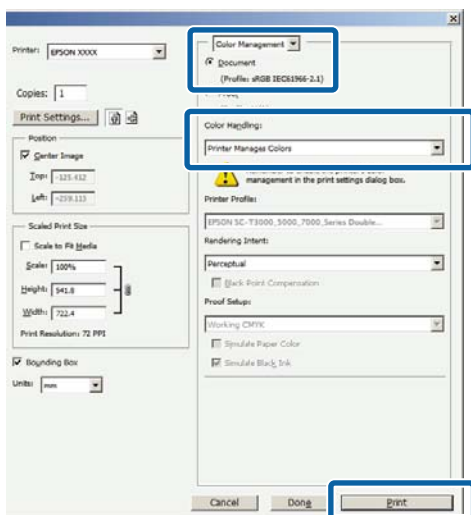 Printer: EPSON XXXX
Copies: 1
Print Settings...
Position
Center Image
Top: -125.412
Left: -259.113
Scaled Print Size
Scale to Fit Media
Scale: 100%
Height: 541.8
Width: 722.4
Print Resolution: 72 PPI
Bounding Box
Units: mm
Color Management
Document
(Profile: sRGB IEC61966-2.1)
Color Handling:
Printer Manages Colors
management in the print settings dialog box.
Printer Profile:
EPSON SC-T3000_5000_7000_Series Double...
Rendering Intent:
Perceptual
Black Point Compensation
Proof Setup:
Working CMYK
Simulate Paper Color
Simulate Black Ink
Cancel
Done
Print